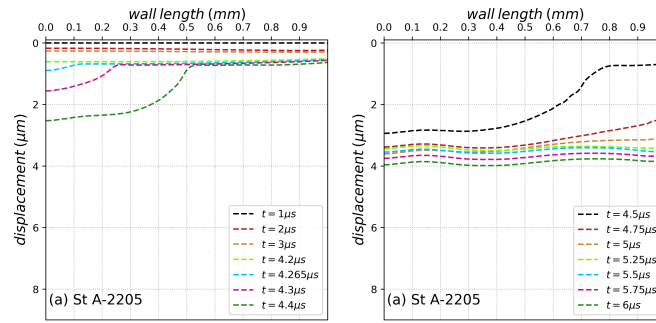 wall length (mm)
0.0 0.1 0.2 0.3 0.4 0.5 0.6 0.7 0.8 0.9
0
2
4
6
8
displacement (μm)
t = 1μs
t = 2μs
t = 3μs
t = 4.2μs
t = 4.265μs
t = 4.3μs
t = 4.4μs
(a) St A-2205
wall length (mm)
0.0 0.1 0.2 0.3 0.4 0.5 0.6 0.7 0.8 0.9
0
2
4
6
8
displacement (μm)
t = 4.5μs
t = 4.75μs
t = 5μs
t = 5.25μs
t = 5.5μs
t = 5.75μs
t = 6μs
(a) St A-2205